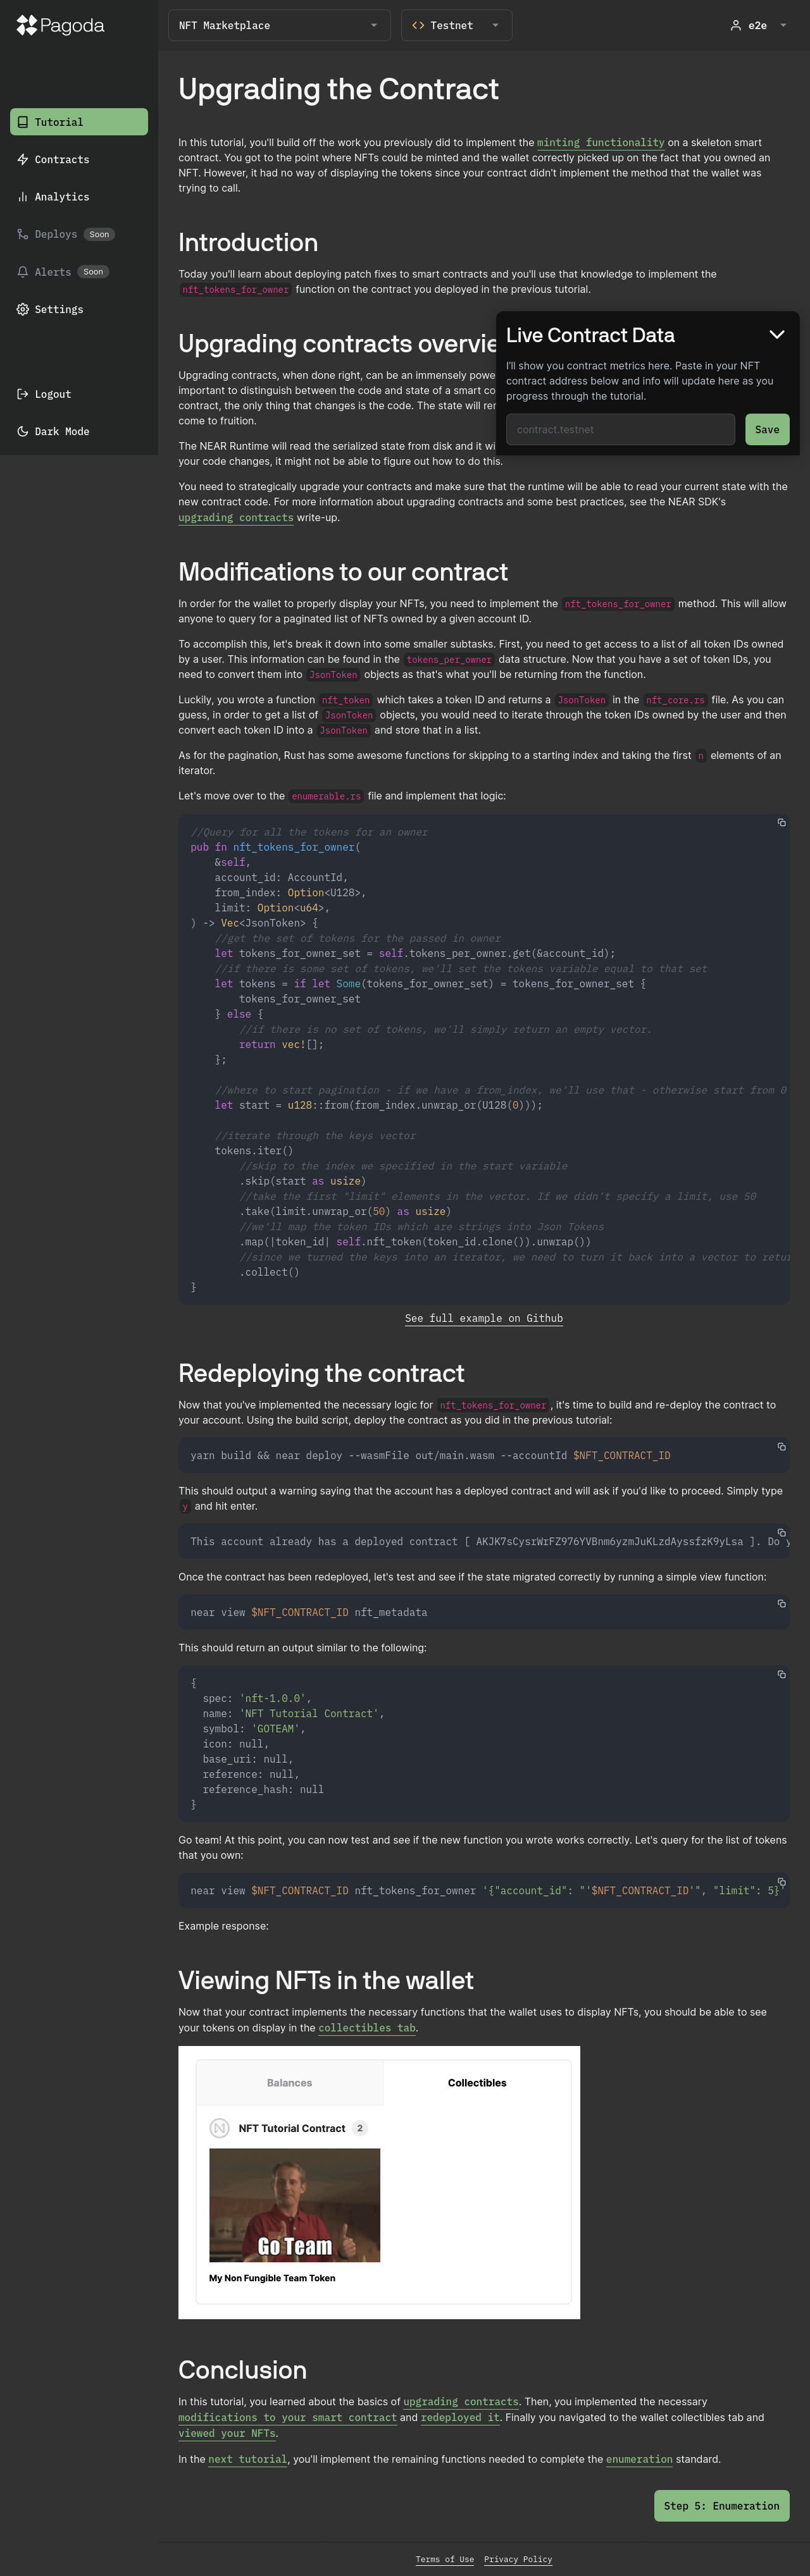 Pagoda
NFT Marketplace
Testnet
e2e
Tutorial
Contracts
Analytics
Deploys Soon
Alerts Soon
Settings
Logout
Dark Mode
Upgrading the Contract
In this tutorial, you'll build off the work you previously did to implement the minting functionality on a skeleton smart
contract. You got to the point where NFTs could be minted and the wallet correctly picked up on the fact that you owned an
NFT. However, it had no way of displaying the tokens since your contract didn't implement the method that the wallet was
trying to call.
Introduction
Today you'll learn about deploying patch fixes to smart contracts and you'll use that knowledge to implement the
nft_tokens_for_owner function on the contract you deployed in the previous tutorial.
Upgrading contracts overvie
Upgrading contracts, when done right, can be an immensely powe
important to distinguish between the code and state of a smart co
contract, the only thing that changes is the code. The state will rer
come to fruition.
The NEAR Runtime will read the serialized state from disk and it wi
your code changes, it might not be able to figure out how to do this.
Live Contract Data
I'll show you contract metrics here. Paste in your NFT
contract address below and info will update here as you
progress through the tutorial.
contract.testnet
Save
You need to strategically upgrade your contracts and make sure that the runtime will be able to read your current state with the
new contract code. For more information about upgrading contracts and some best practices, see the NEAR SDK's
upgrading contracts write-up.
Modifications to our contract
In order for the wallet to properly display your NFTs, you need to implement the nft_tokens_for_owner method. This will allow
anyone to query for a paginated list of NFTs owned by a given account ID.
To accomplish this, let's break it down into some smaller subtasks. First, you need to get access to a list of all token IDs owned
by a user. This information can be found in the tokens_per_owner data structure. Now that you have a set of token IDs, you
need to convert them into JsonToken objects as that's what you'll be returning from the function.
Luckily, you wrote a function nft_token which takes a token ID and returns a JsonToken in the nft_core.rs file. As you can
guess, in order to get a list of JsonToken objects, you would need to iterate through the token IDs owned by the user and then
convert each token ID into a JsonToken and store that in a list.
As for the pagination, Rust has some awesome functions for skipping to a starting index and taking the first n elements of an
iterator.
Let's move over to the enumerable.rs file and implement that logic:
//Query for all the tokens for an owner
pub fn nft_tokens_for_owner(
&self,
account_id: AccountId,
from_index: Option<U128>,
limit: Option<u64>,
) -> Vec<JsonToken> {
//get the set of tokens for the passed in owner
let tokens_for_owner_set = self.tokens_per_owner.get(&account_id);
//if there is some set of tokens, we'll set the tokens variable equal to that set
let tokens = if let Some(tokens_for_owner_set) = tokens_for_owner_set {
tokens_for_owner_set
} else {
//if there is no set of tokens, we'll simply return an empty vector.
return vec![];
};
//where to start pagination - if we have a from_index, we'll use that - otherwise start from 0
let start = u128::from(from_index.unwrap_or(U128(0)));
//iterate through the keys vector
tokens.iter()
//skip to the index we specified in the start variable
.skip(start as usize)
//take the first "limit" elements in the vector. If we didn't specify a limit, use 50
.take(limit.unwrap_or(50) as usize)
//we'll map the token IDs which are strings into Json Tokens
.map(|token_id| self.nft_token(token_id.clone()).unwrap())
//since we turned the keys into an iterator, we need to turn it back into a vector to retur
.collect()
}
See full example on Github
Redeploying the contract
Now that you've implemented the necessary logic for nft_tokens_for_owner, it's time to build and re-deploy the contract to
your account. Using the build script, deploy the contract as you did in the previous tutorial:
yarn build && near deploy --wasmFile out/main.wasm --accountId $NFT_CONTRACT_ID
This should output a warning saying that the account has a deployed contract and will ask if you'd like to proceed. Simply type
y and hit enter.
This account already has a deployed contract [ AKJK7sCysrWrFZ976YVBnm6yzmJuKLzdAyssfzK9yLsa ]. Do y
Once the contract has been redeployed, let's test and see if the state migrated correctly by running a simple view function:
near view $NFT_CONTRACT_ID nft_metadata
This should return an output similar to the following:
{
spec: 'nft-1.0.0',
name: 'NFT Tutorial Contract',
symbol: 'GOTEAM',
icon: null,
base_uri: null,
reference: null,
reference_hash: null
}
Go team! At this point, you can now test and see if the new function you wrote works correctly. Let's query for the list of tokens
that you own:
near view $NFT_CONTRACT_ID nft_tokens_for_owner '{"account_id": "'$NFT_CONTRACT_ID'", "limit": 5}'
Example response:
Viewing NFTs in the wallet
Now that your contract implements the necessary functions that the wallet uses to display NFTs, you should be able to see
your tokens on display in the collectibles tab.
Balances
Collectibles
NFT Tutorial Contract 2
Go Team
My Non Fungible Team Token
Conclusion
In this tutorial, you learned about the basics of upgrading contracts. Then, you implemented the necessary
modifications to your smart contract and redeployed it. Finally you navigated to the wallet collectibles tab and
viewed your NFTs.
In the next tutorial, you'll implement the remaining functions needed to complete the enumeration standard.
Step 5: Enumeration
Terms of Use
Privacy Policy